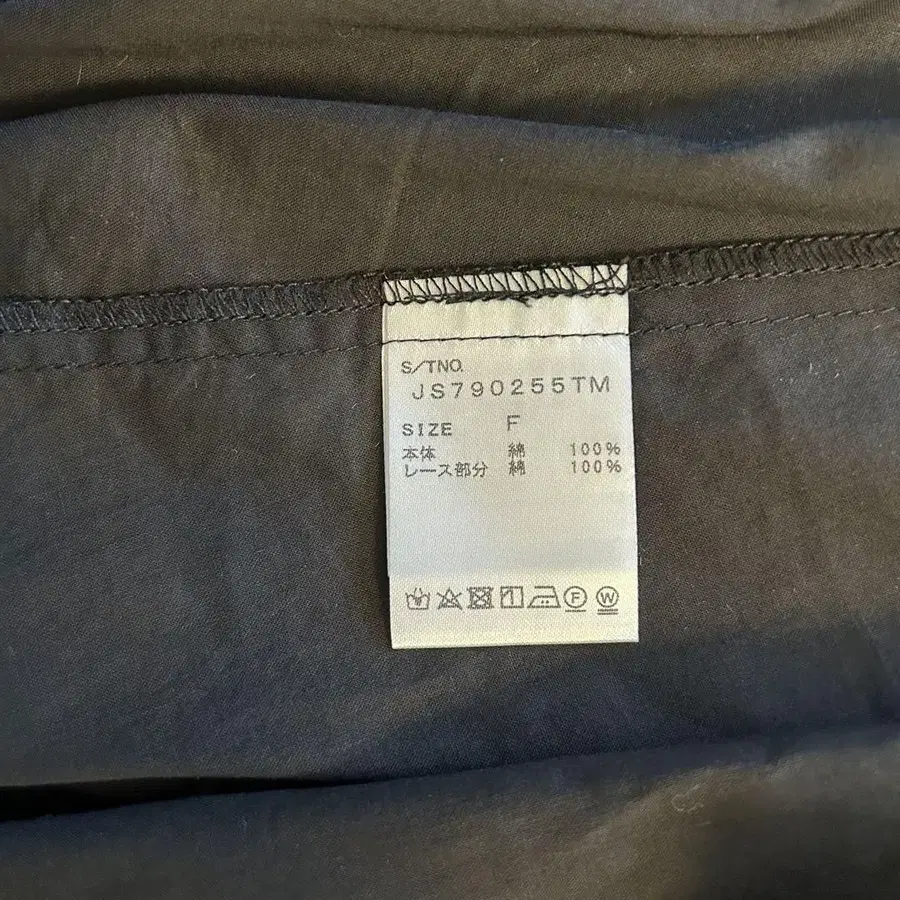 S/TNO.
JS790255TM
SIZE F
本体 綿 100%
レース部分 綿 100%
F W